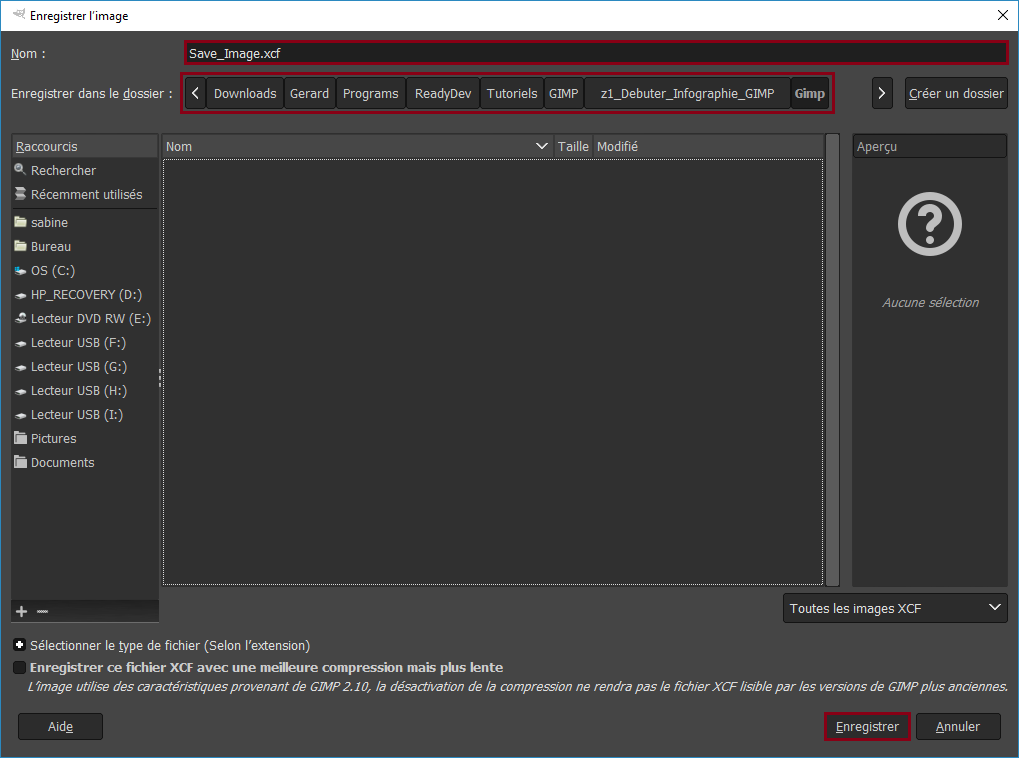 Enregistrer l'image
Nom :
Save_Image.xcf
Enregistrer dans le dossier :
Downloads
Gerard
Programs
ReadyDev
Tutoriels
GIMP
z1_Debuter_Infographie_GIMP
Gimp
Créer un dossier
Raccourcis
Rechercher
Récemment utilisés
sabine
Bureau
OS (C:)
HP_RECOVERY (D:)
Lecteur DVD RW (E:)
Lecteur USB (F:)
Lecteur USB (G:)
Lecteur USB (H:)
Lecteur USB (I:)
Pictures
Documents
Nom
Taille
Modifié
Aperçu
Aucune sélection
Toutes les images XCF
Sélectionner le type de fichier (Selon l'extension)
Enregistrer ce fichier XCF avec une meilleure compression mais plus lente
L'image utilise des caractéristiques provenant de GIMP 2.10, la désactivation de la compression ne rendra pas le fichier XCF lisible par les versions de GIMP plus anciennes.
Aide
Enregistrer
Annuler